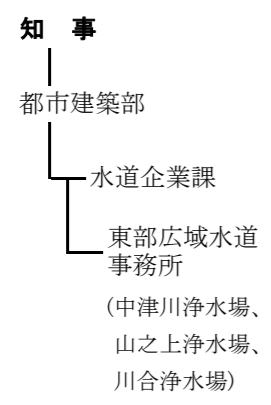 知　事
都市建築部
水道企業課
東部広域水道
事務所
(中津川浄水場、
山之上浄水場、
川合浄水場)